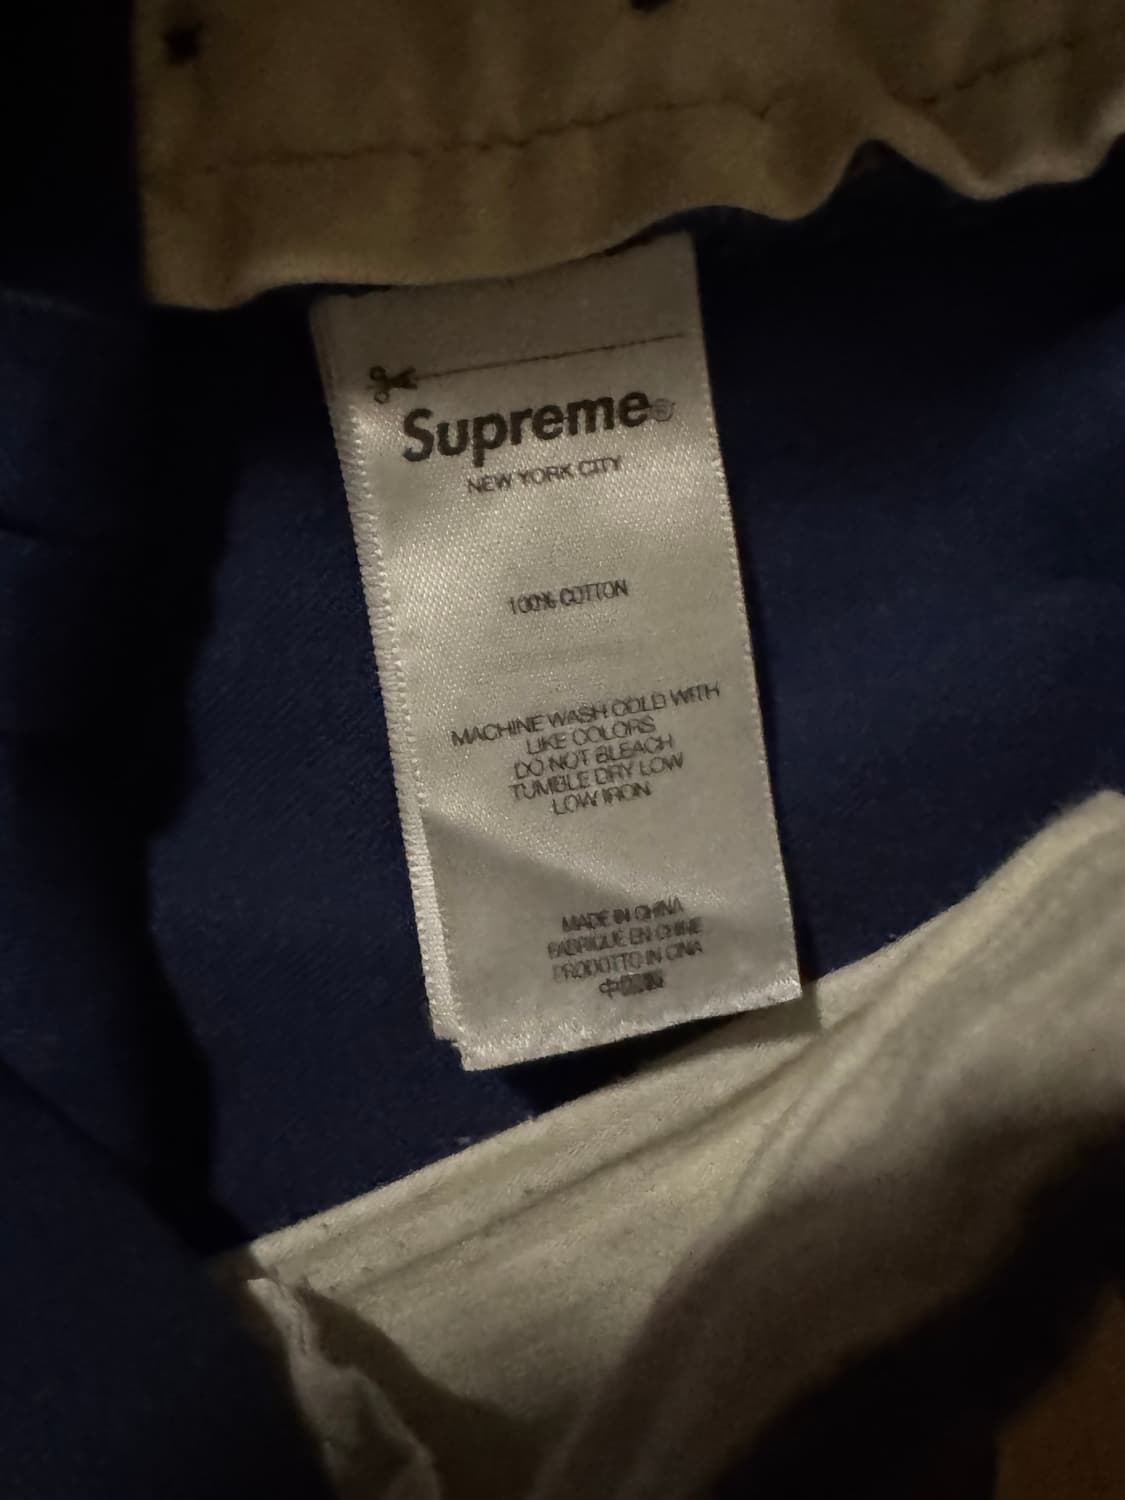 Supreme®
NEW YORK CITY
100% COTTON
MACHINE WASH COLD WITH
LIKE COLORS
DO NOT BLEACH
TUMBLE DRY LOW
LOW IRON
MADE IN CHINA
FABRIQUE EN CHINE
PRODOTTO IN CINA